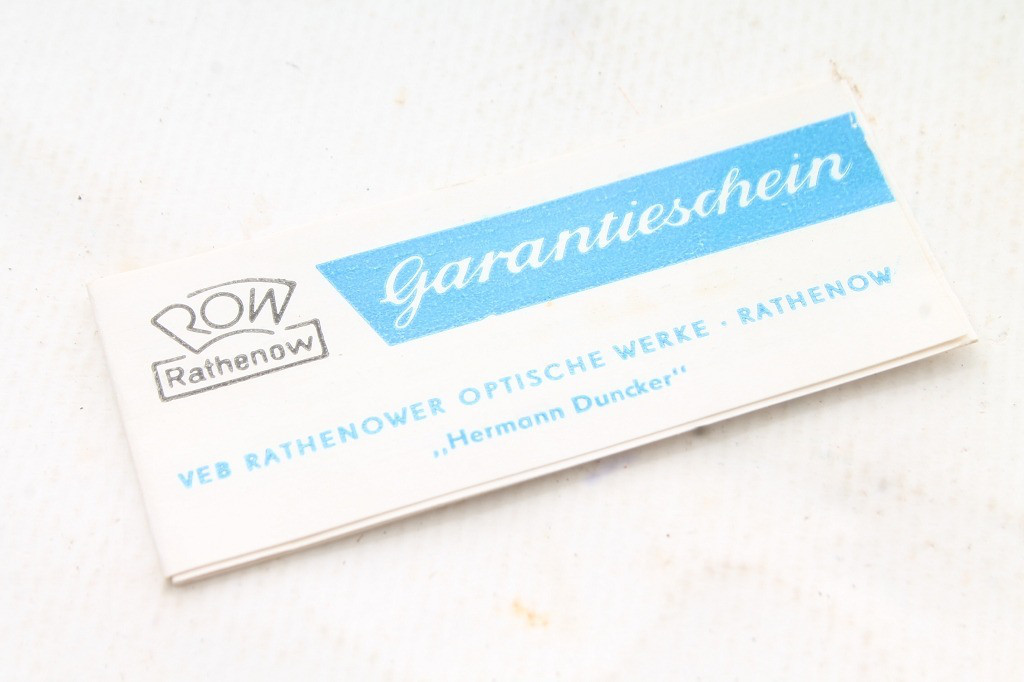 Garantieschein
ROW
Rathenow
VEB RATHENOWER OPTISCHE WERKE · RATHENOW
„Hermann Duncker“